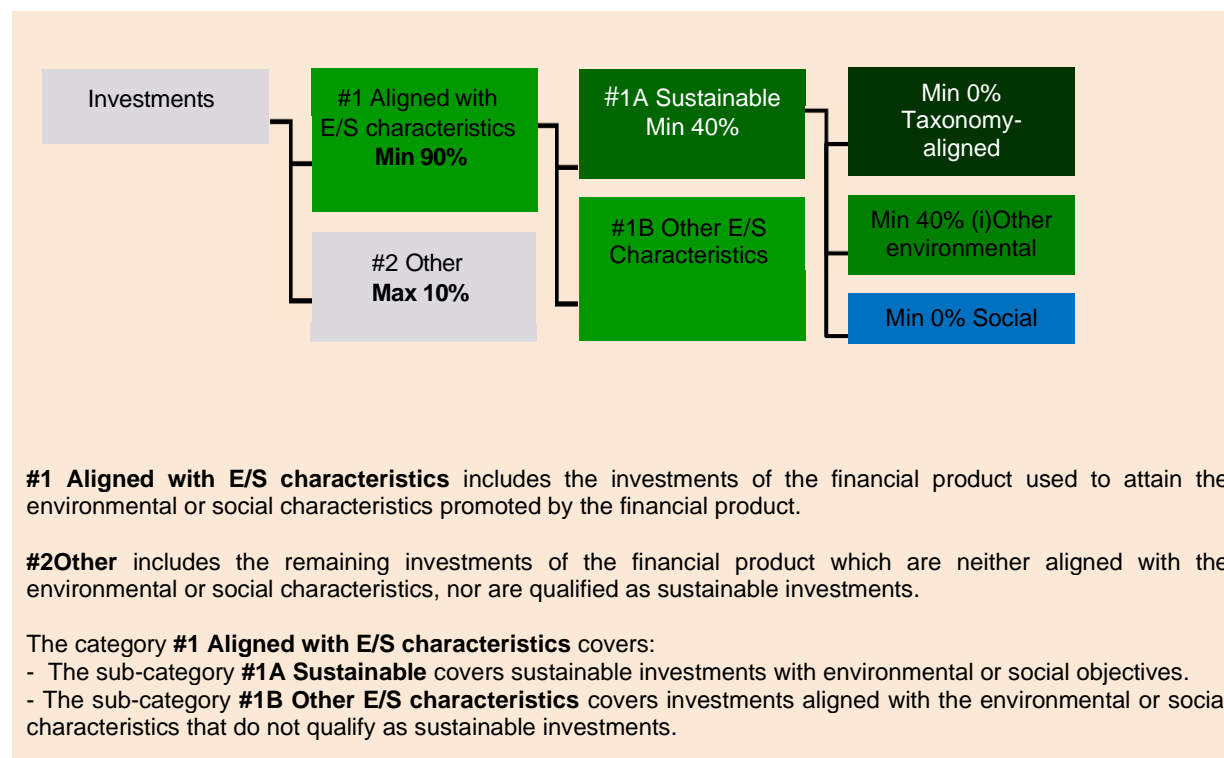 Investments
#1 Aligned with
E/S characteristics
Min 90%
#2 Other
Max 10%
#1A Sustainable
Min 40%
#1B Other E/S
Characteristics
Min 0%
Taxonomy-
aligned
Min 40% (i)Other
environmental
Min 0% Social
#1 Aligned with E/S characteristics includes the investments of the financial product used to attain the
environmental or social characteristics promoted by the financial product.
#2Other includes the remaining investments of the financial product which are neither aligned with the
environmental or social characteristics, nor are qualified as sustainable investments.
The category #1 Aligned with E/S characteristics covers:
- The sub-category #1A Sustainable covers sustainable investments with environmental or social objectives.
- The sub-category #1B Other E/S characteristics covers investments aligned with the environmental or social
characteristics that do not qualify as sustainable investments.